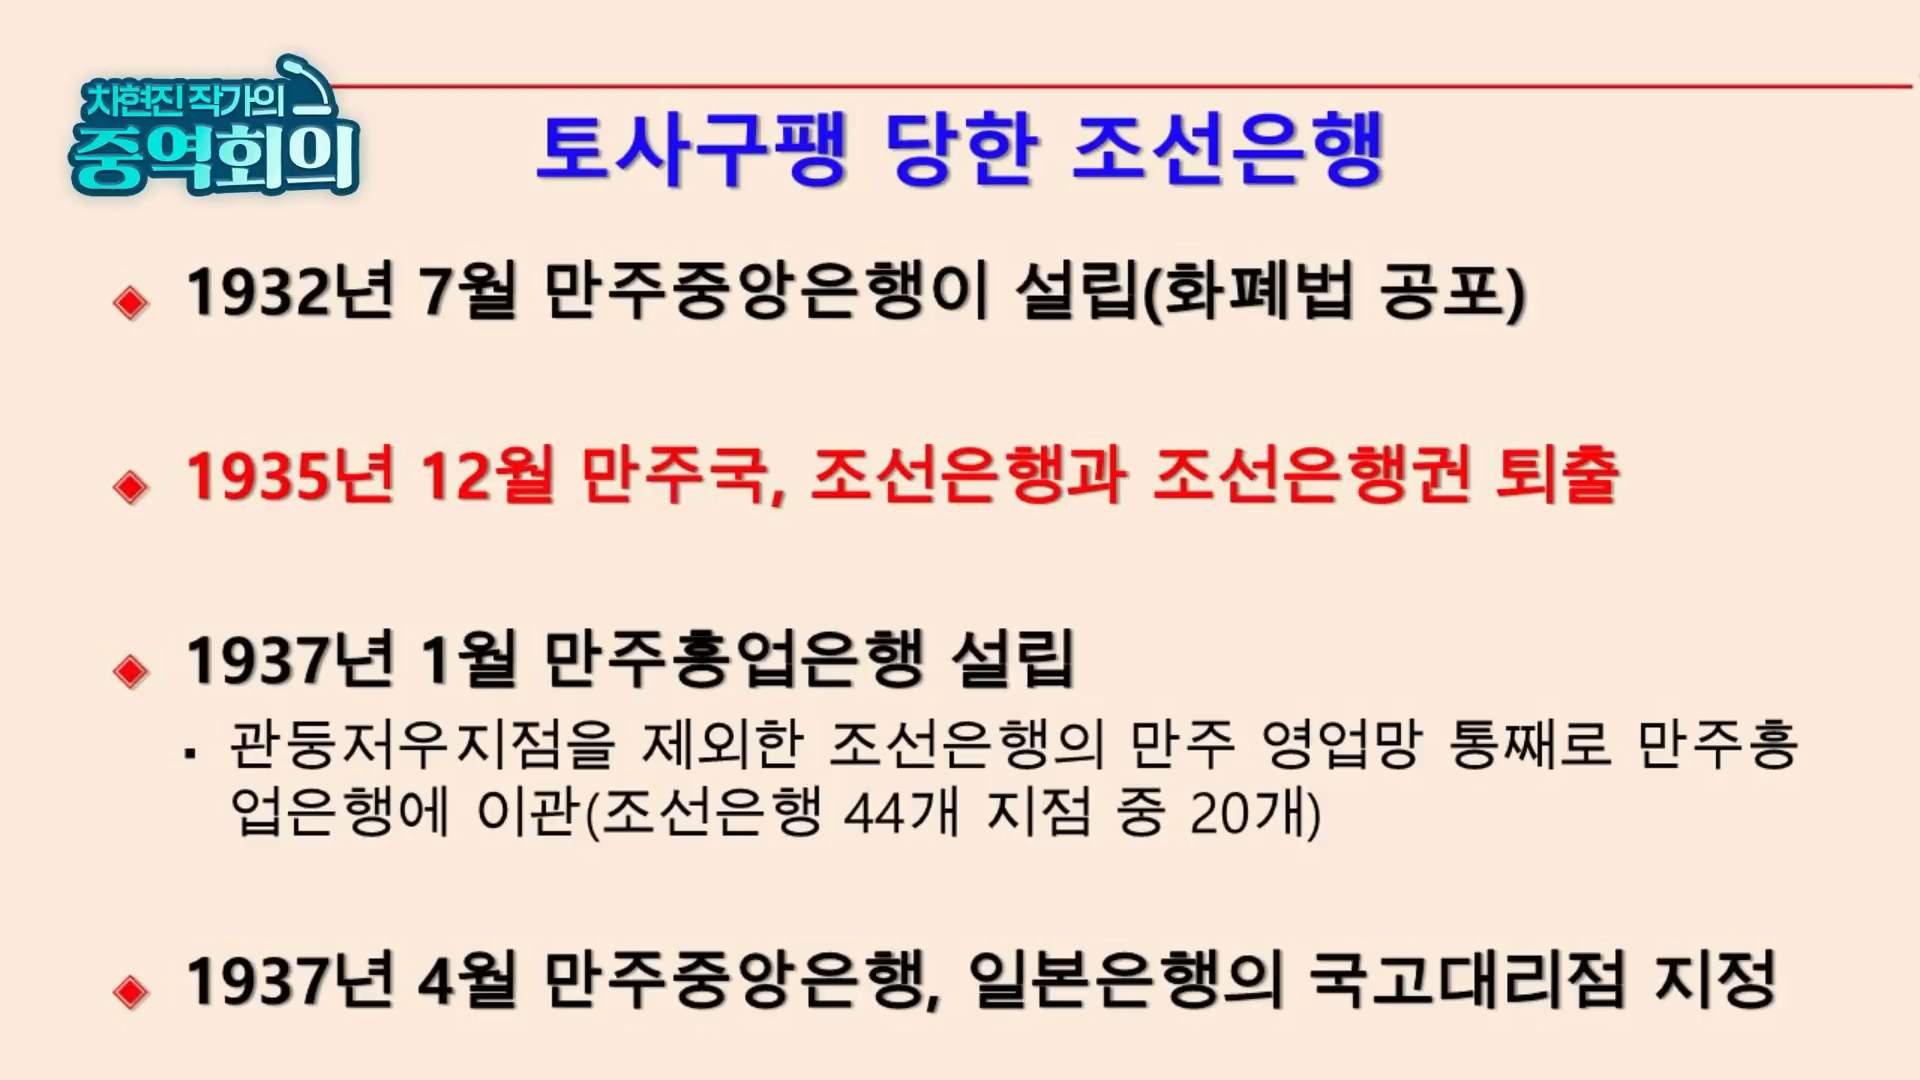 차현진 작가의
중역회의
토사구팽 당한 조선은행
1932년 7월 만주중앙은행이 설립(화폐법 공포)
1935년 12월 만주국, 조선은행과 조선은행권 퇴출
1937년 1월 만주흥업은행 설립
관둥저우지점을 제외한 조선은행의 만주 영업망 통째로 만주흥
업은행에 이관(조선은행 44개 지점 중 20개)
1937년 4월 만주중앙은행, 일본은행의 국고대리점 지정